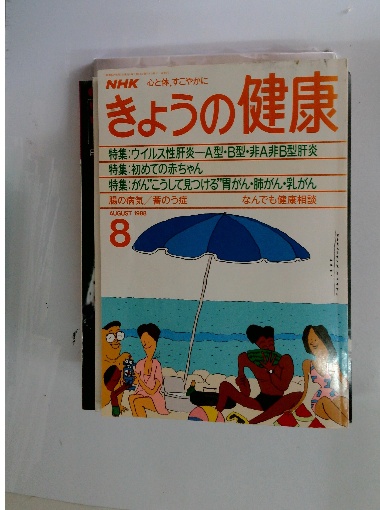 NHK 心と体、すこやかに
きょうの健康
特集:ウイルス性肝炎—A型・B型・非A非B型肝炎
特集:初めての赤ちゃん
特集:がん"こうして見つける"胃がん・肺がん・乳がん
腸の病気/蓄のう症 なんでも健康相談
AUGUST 1988
8